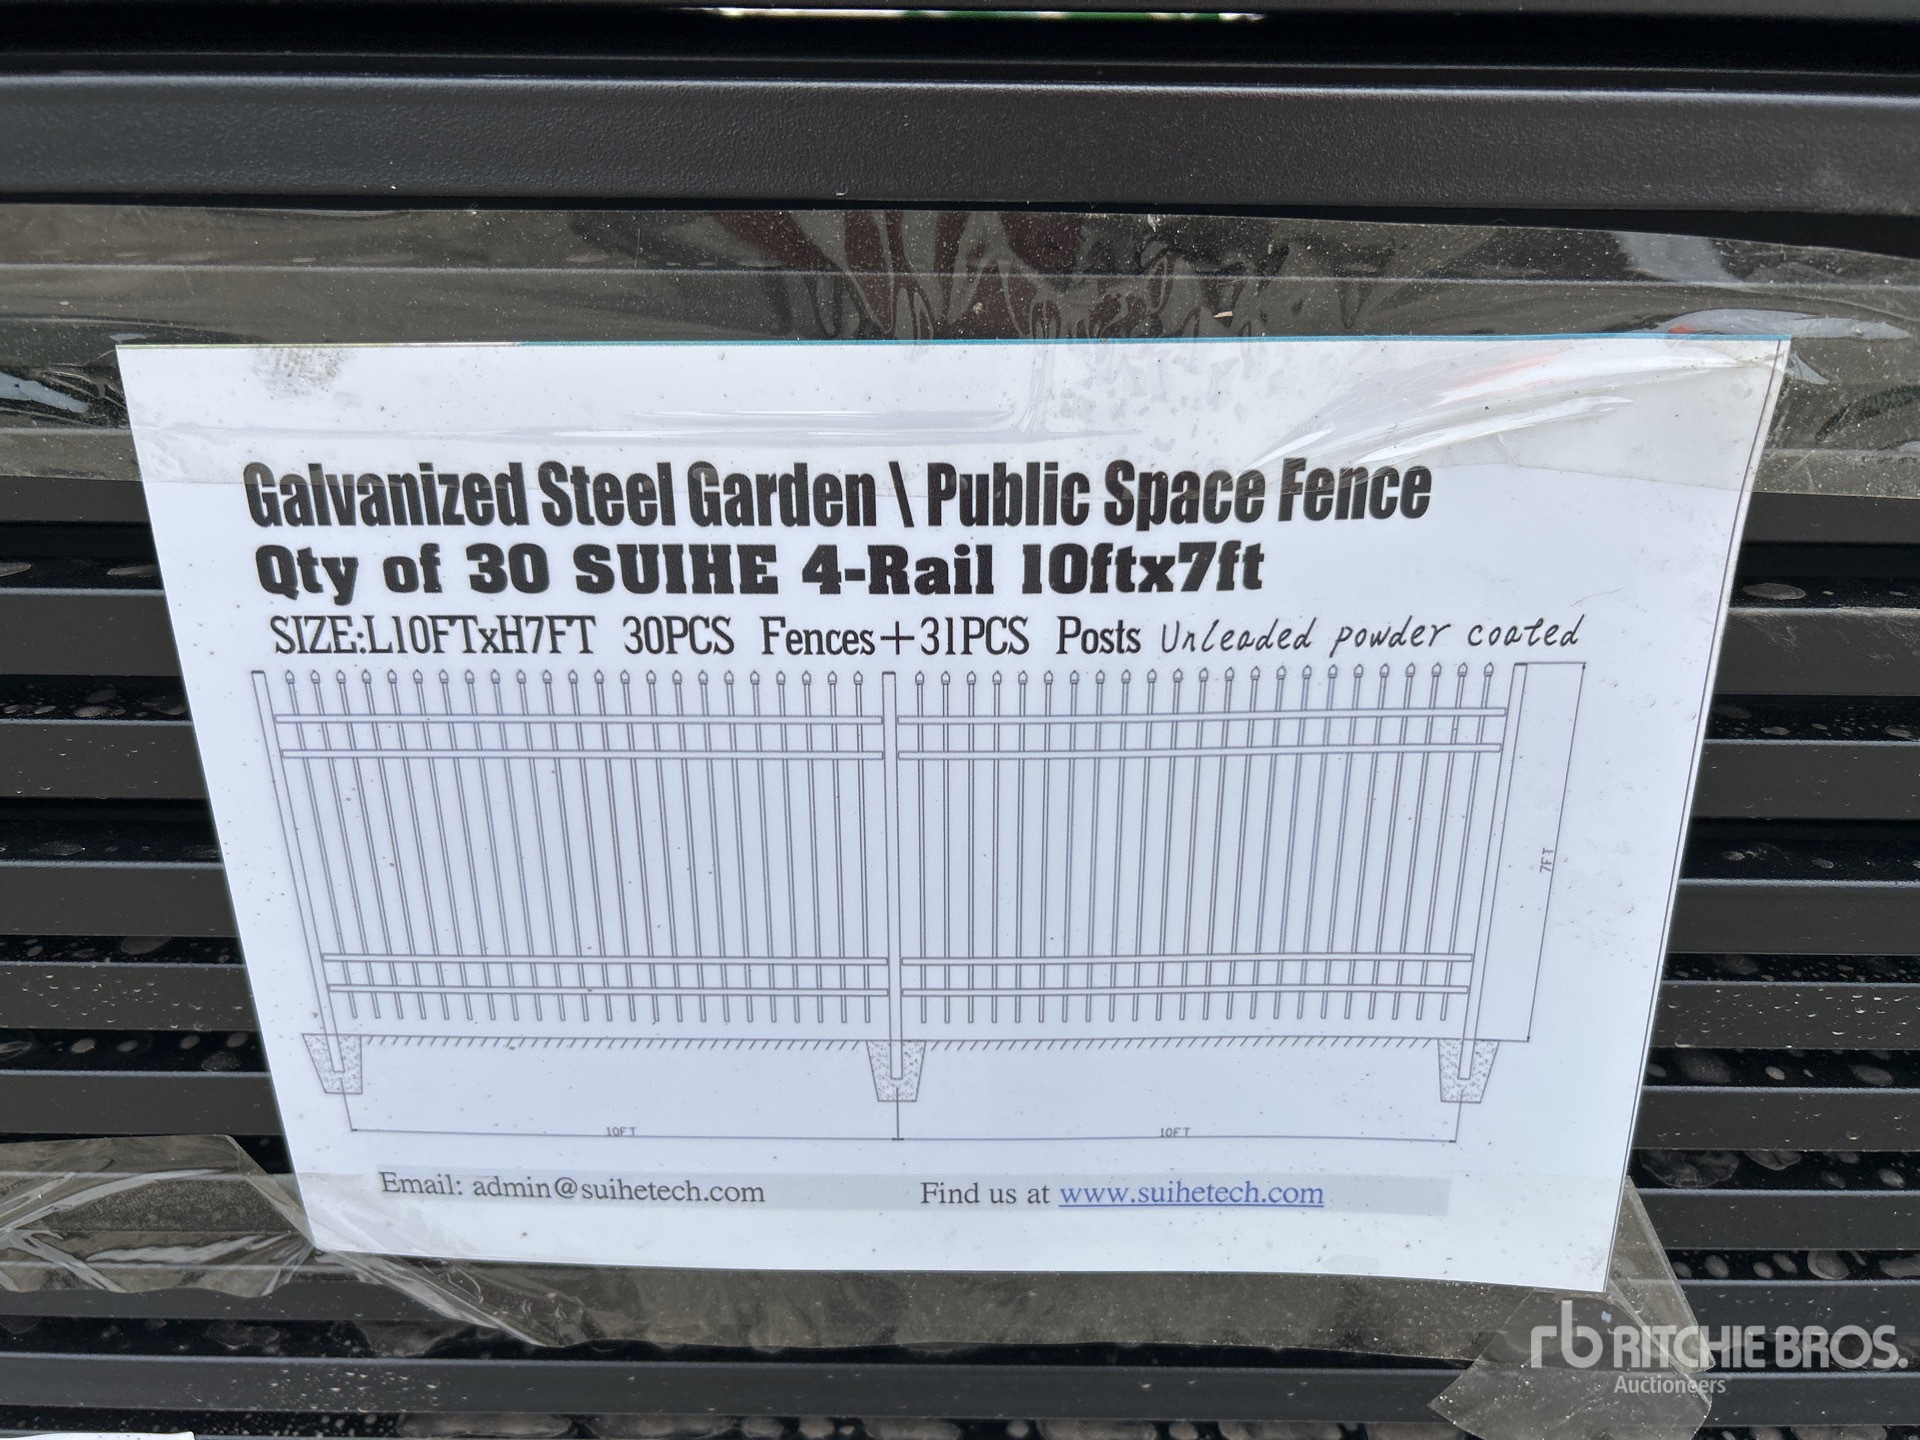 Galvanized Steel Garden \ Public Space Fence
Qty of 30 SUIHE 4-Rail 10ftx7ft
SIZE:L10FTxH7FT 30PCS Fences+31PCS Posts Unleaded powder coated
7FT
10FT 10FT
Email: admin@suihetech.com Find us at www.suihetech.com
rb RITCHIE BROS.
Auctioneers